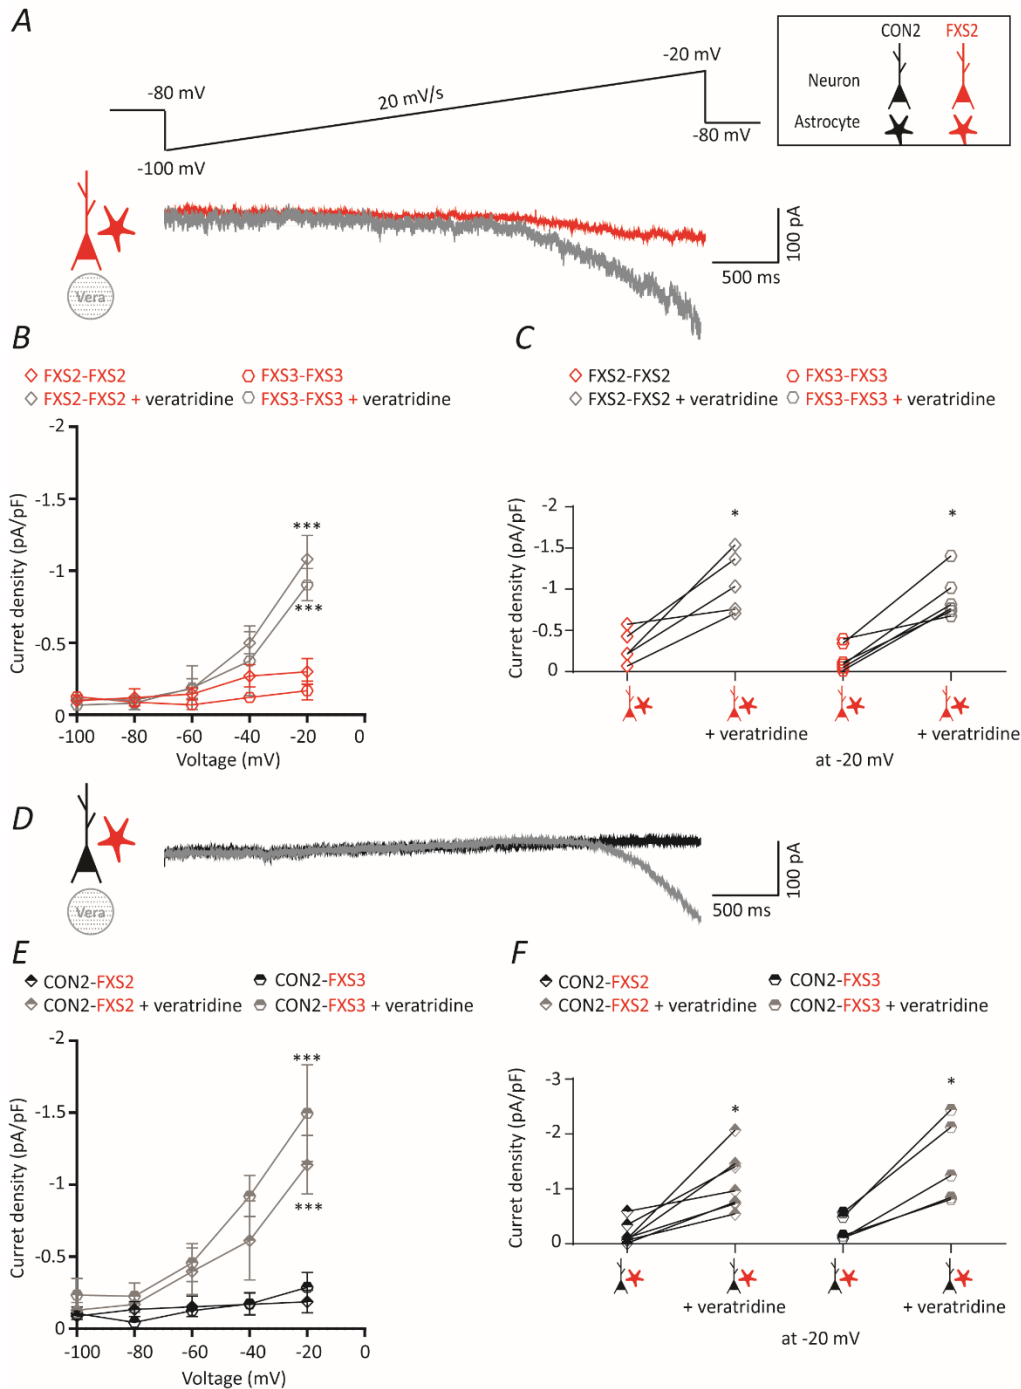 A
-80 mV
-100 mV
20 mV/s
-20 mV
-80 mV
CON2 FXS2
Neuron
Astrocyte
Vera
100 pA
500 ms
B
FXS2-FXS2 FXS3-FXS3
FXS2-FXS2 + veratridine FXS3-FXS3 + veratridine
Curret density (pA/pF)
-2
-1.5
-1
-0.5
0
***
***
-100 -80 -60 -40 -20 0
Voltage (mV)
C
FXS2-FXS2 FXS3-FXS3
FXS2-FXS2 + veratridine FXS3-FXS3 + veratridine
Curret density (pA/pF)
-2
-1.5
-1
-0.5
0
* *
+ veratridine + veratridine
at -20 mV
D
Vera
100 pA
500 ms
E
CON2-FXS2 CON2-FXS3
CON2-FXS2 + veratridine CON2-FXS3 + veratridine
Curret density (pA/pF)
-2
-1.5
-1
-0.5
0
***
***
-100 -80 -60 -40 -20 0
Voltage (mV)
F
CON2-FXS2 CON2-FXS3
CON2-FXS2 + veratridine CON2-FXS3 + veratridine
Curret density (pA/pF)
-3
-2
-1
0
* *
+ veratridine + veratridine
at -20 mV